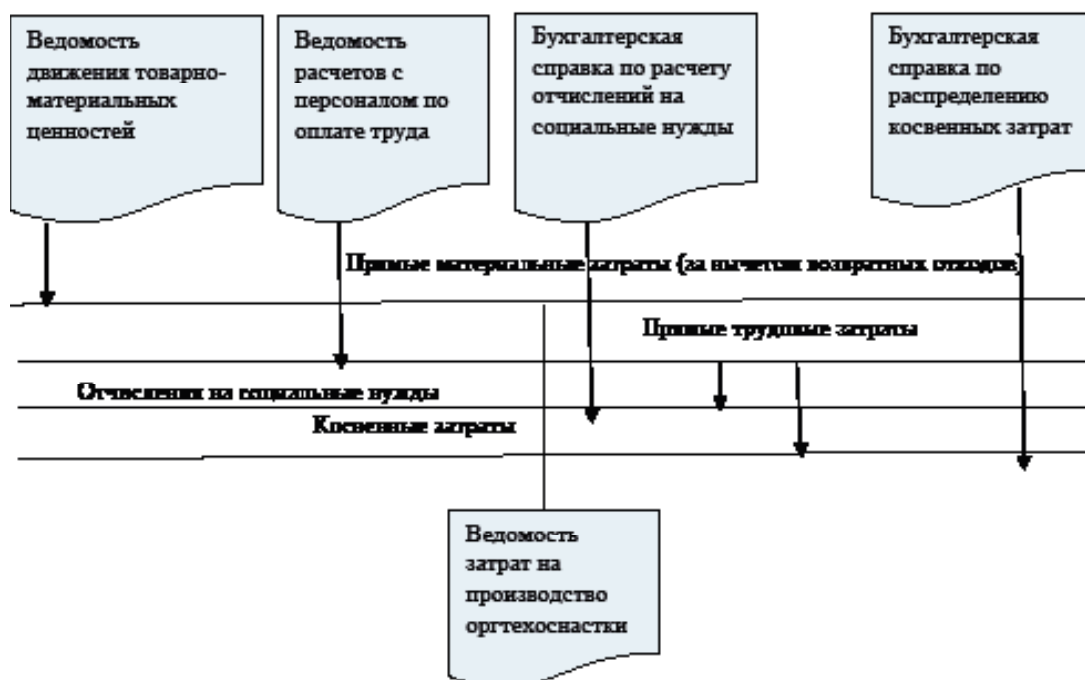 Ведомость
движения товарно-
материальных
ценностей
Ведомость
расчетов с
персоналом по
оплате труда
Бухгалтерская
справка по расчету
отчислений на
социальные нужды
Бухгалтерская
справка по
распределению
косвенных затрат
Прямые материальные затраты (за вычетом возвратных отходов)
Прямые трудовые затраты
Отчисления на социальные нужды
Косвенные затраты
Ведомость
затрат на
производство
оргтехоснастки